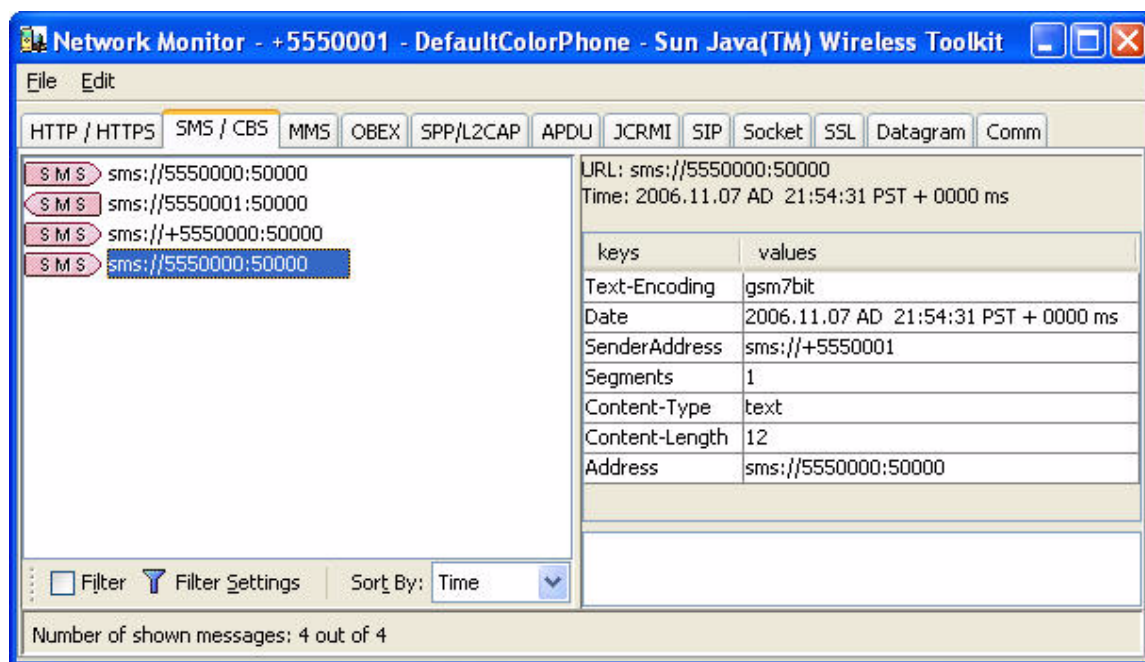 Network Monitor - +5550001 - DefaultColorPhone - Sun Java(TM) Wireless Toolkit
File Edit
HTTP / HTTPS SMS / CBS MMS OBEX SPP/L2CAP APDU JCRMI SIP Socket SSL Datagram Comm
SMS sms://5550000:50000
SMS sms://5550001:50000
SMS sms://+5550000:50000
SMS sms://5550000:50000
URL: sms://5550000:50000
Time: 2006.11.07 AD 21:54:31 PST + 0000 ms
keys values
Text-Encoding gsm7bit
Date 2006.11.07 AD 21:54:31 PST + 0000 ms
SenderAddress sms://+5550001
Segments 1
Content-Type text
Content-Length 12
Address sms://5550000:50000
Filter Filter Settings Sort By: Time
Number of shown messages: 4 out of 4